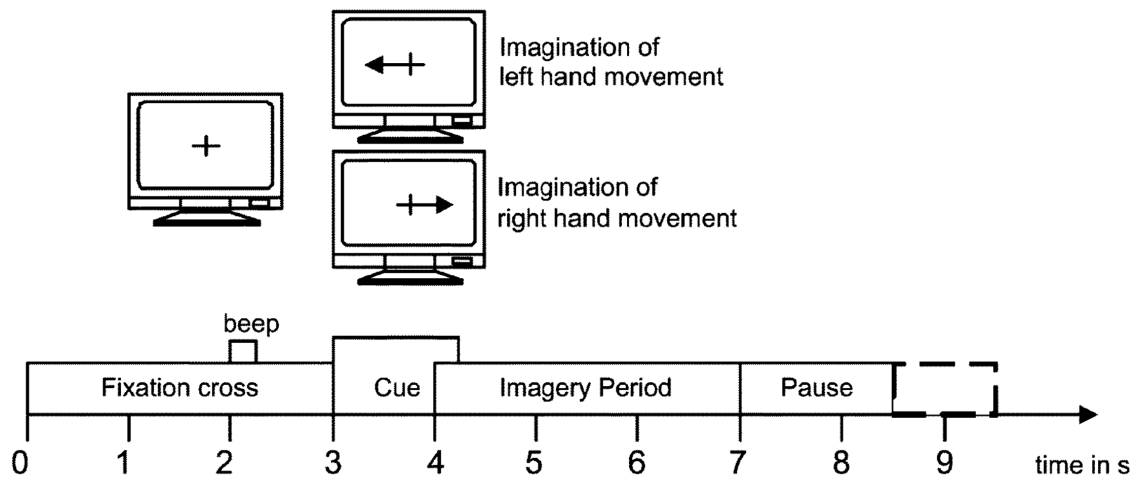 Imagination of
left hand movement
Imagination of
right hand movement
beep
Fixation cross
Cue
Imagery Period
Pause
0 1 2 3 4 5 6 7 8 9 time in s